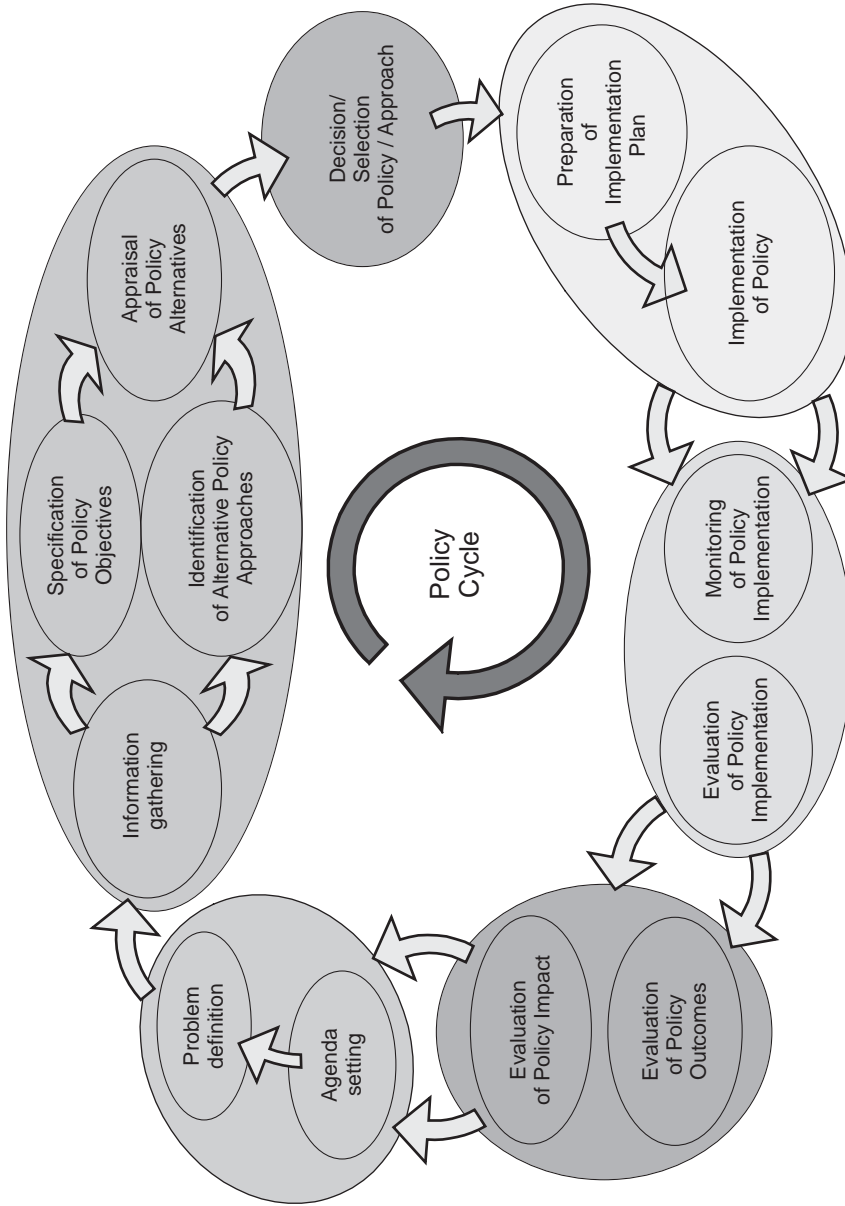 Agenda
setting
Problem
definition
Information
gathering
Specification
of Policy
Objectives
Identification
of Alternative Policy
Approaches
Appraisal
of Policy
Alternatives
Decision/
Selection
of Policy / Approach
Preparation
of
Implementation
Plan
Implementation
of Policy
Monitoring
of Policy
Implementation
Evaluation
of Policy
Implementation
Evaluation
of Policy Impact
Evaluation
of Policy
Outcomes
Policy
Cycle